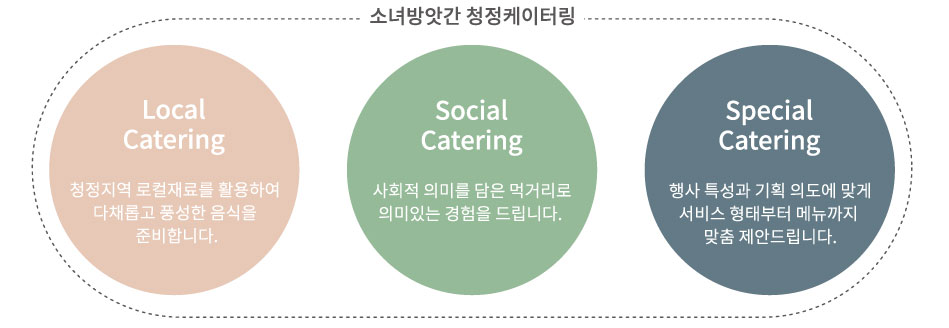 소녀방앗간 청정케이터링
Local
Catering
청정지역 로컬재료를 활용하여
다채롭고 풍성한 음식을
준비합니다.
Social
Catering
사회적 의미를 담은 먹거리로
의미있는 경험을 드립니다.
Special
Catering
행사 특성과 기획 의도에 맞게
서비스 형태부터 메뉴까지
맞춤 제안드립니다.